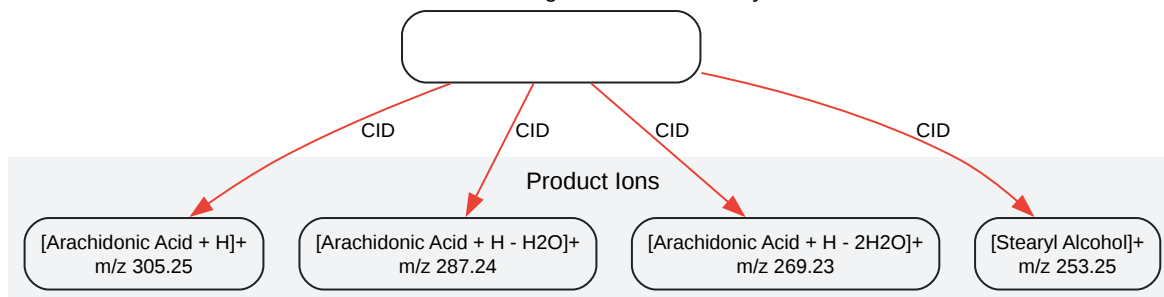 CID CID CID CID
Product Ions
[Arachidonic Acid + H]+
m/z 305.25
[Arachidonic Acid + H - H2O]+
m/z 287.24
[Arachidonic Acid + H - 2H2O]+
m/z 269.23
[Stearyl Alcohol]+
m/z 253.25